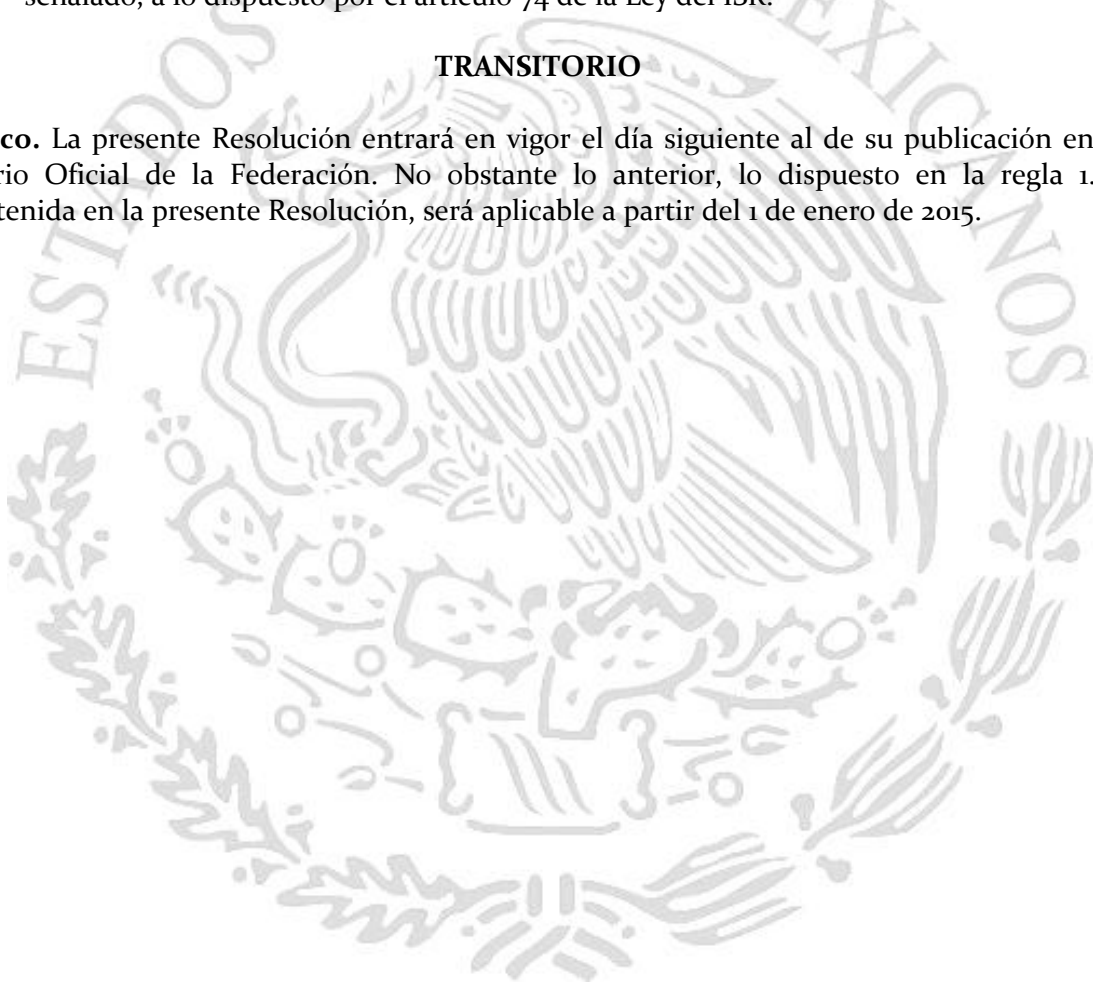 señalado, a lo dispuesto por el artículo 74 de la Ley del ISR.
TRANSITORIO
co. La presente Resolución entrará en vigor el día siguiente al de su publicación en
rio Oficial de la Federación. No obstante lo anterior, lo dispuesto en la regla 1.
tenida en la presente Resolución, será aplicable a partir del 1 de enero de 2015.
ESTADOS
EXICANOS